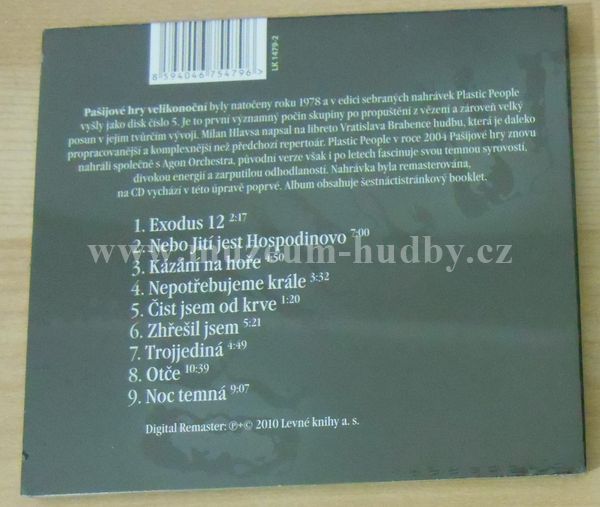 8 594046 754796 >
LK 1479-2
Pašijové hry velikonoční byly natočeny roku 1978 a v edici sebraných nahrávek Plastic People
vyšly jako disk číslo 5. Je to první významný počin skupiny po propuštění z vězení a zároveň velký
posun v jejím tvůrčím vývoji. Milan Hlavsa napsal na libreto Vratislava Brabence hudbu, která je daleko
propracovanější a komplexnější než předchozí repertoár. Plastic People v roce 2004 Pašijové hry znovu
nahráli společně s Agon Orchestra, původní verze však i po letech fascinuje svou temnou syrovostí,
divokou energií a zarputilou odhodlaností. Nahrávka byla remasterována,
na CD vychází v této úpravě poprvé. Album obsahuje šestnáctistránkový booklet.
1. Exodus 12 2:17
2. Nebo Jití jest Hospodinovo 7:00
www.muzeum-hudby.cz
3. Kázání na hoře 4:50
4. Nepotřebujeme krále 3:32
5. Čist jsem od krve 1:20
6. Zhřešil jsem 5:21
7. Trojjediná 4:49
8. Otče 10:39
9. Noc temná 9:07
Digital Remaster: ℗+© 2010 Levné knihy a. s.